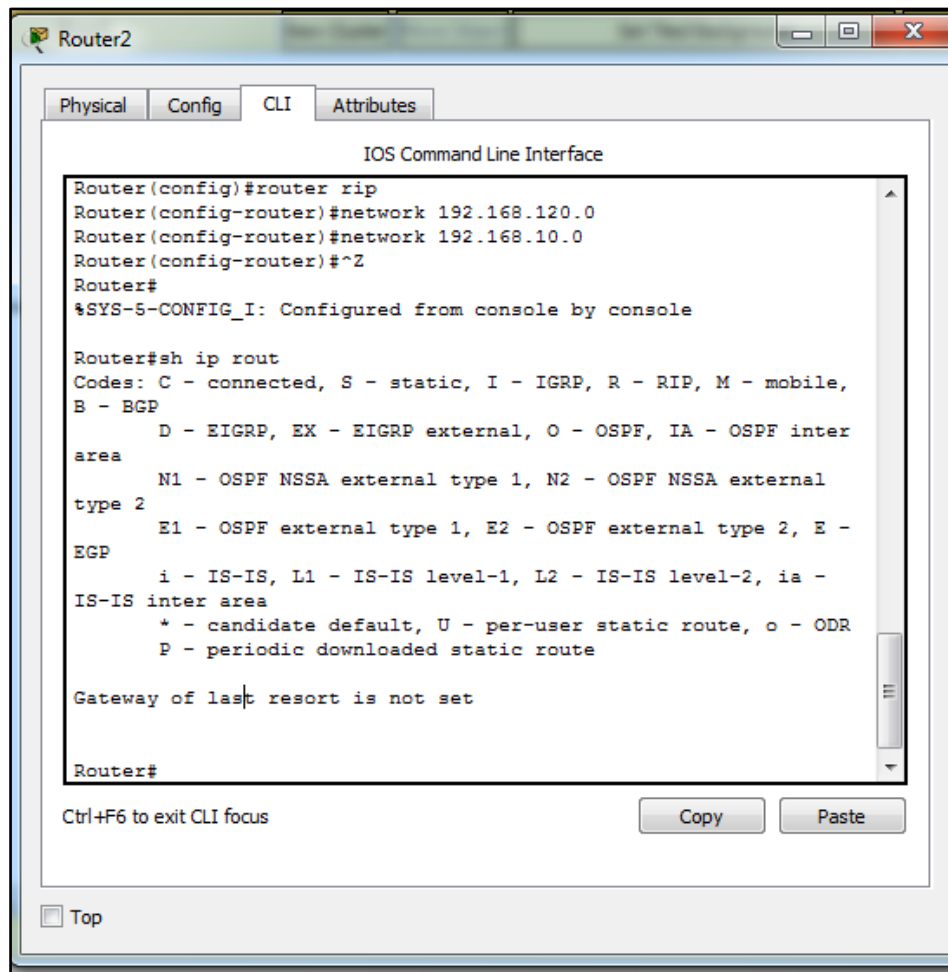 Router2
Physical
Config
CLI
Attributes
IOS Command Line Interface
Router(config)#router rip
Router(config-router)#network 192.168.120.0
Router(config-router)#network 192.168.10.0
Router(config-router)#^Z
Router#
%SYS-5-CONFIG_I: Configured from console by console
Router#sh ip rout
Codes: C - connected, S - static, I - IGRP, R - RIP, M - mobile,
B - BGP
D - EIGRP, EX - EIGRP external, O - OSPF, IA - OSPF inter
area
N1 - OSPF NSSA external type 1, N2 - OSPF NSSA external
type 2
E1 - OSPF external type 1, E2 - OSPF external type 2, E -
EGP
i - IS-IS, L1 - IS-IS level-1, L2 - IS-IS level-2, ia -
IS-IS inter area
* - candidate default, U - per-user static route, o - ODR
P - periodic downloaded static route
Gateway of last resort is not set
Router#
Ctrl+F6 to exit CLI focus
Copy
Paste
Top